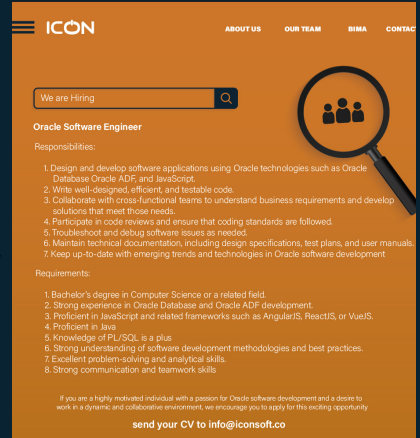 ICON
ABOUT US OUR TEAM BIMA CONTACT
We are Hiring
Oracle Software Engineer
Responsibilities:
1. Design and develop software applications using Oracle technologies such as Oracle
Database Oracle ADF, and JavaScript.
2. Write well-designed, efficient, and testable code.
3. Collaborate with cross-functional teams to understand business requirements and develop
solutions that meet those needs.
4. Participate in code reviews and ensure that coding standards are followed.
5. Troubleshoot and debug software issues as needed.
6. Maintain technical documentation, including design specifications, test plans, and user manuals.
7. Keep up-to-date with emerging trends and technologies in Oracle software development
Requirements:
1. Bachelor's degree in Computer Science or a related field.
2. Strong experience in Oracle Database and Oracle ADF development.
3. Proficient in JavaScript and related frameworks such as AngularJS, ReactJS, or VueJS.
4. Proficient in Java
5. Knowledge of PL/SQL is a plus
6. Strong understanding of software development methodologies and best practices.
7. Excellent problem-solving and analytical skills.
8. Strong communication and teamwork skills
If you are a highly motivated individual with a passion for Oracle software development and a desire to
work in a dynamic and collaborative environment, we encourage you to apply for this exciting opportunity
send your CV to info@iconsoft.co